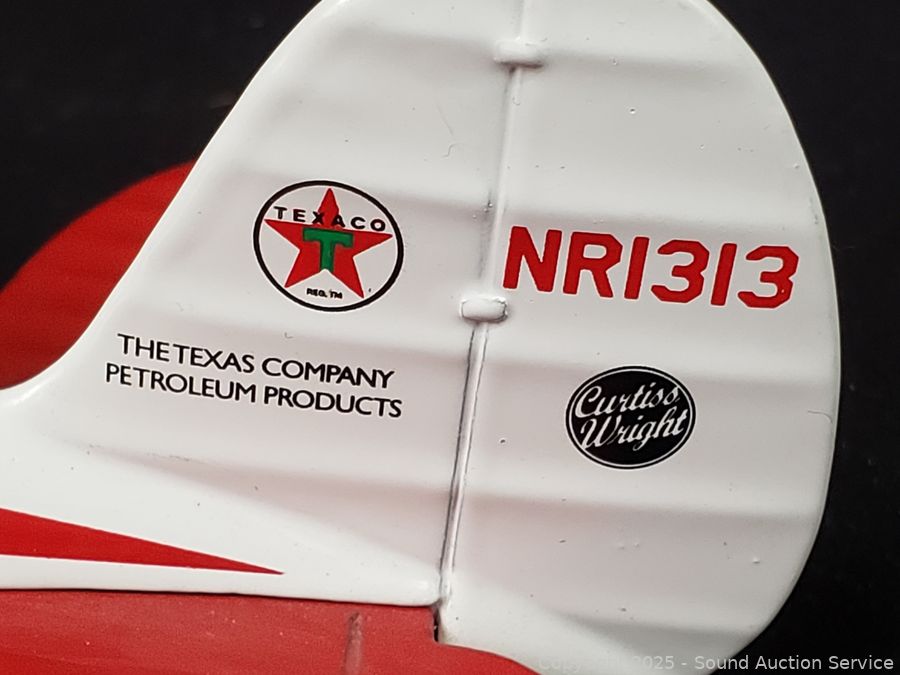 TEXACO
T
REG. TM
THE TEXAS COMPANY
PETROLEUM PRODUCTS
NR1313
Curtiss
Wright
Copyright 2025 - Sound Auction Service